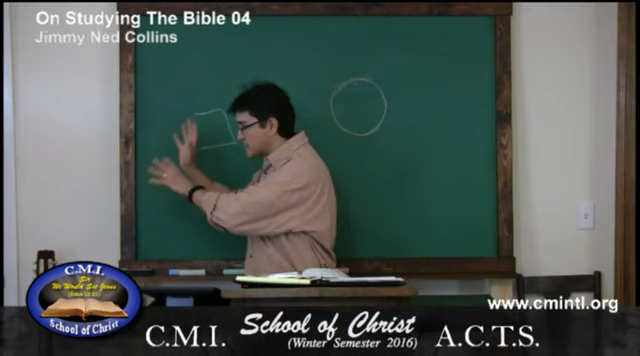 On Studying The Bible 04
Jimmy Ned Collins
C.M.I.
Sir
We Would See Jesus
School of Christ
www.cmintl.org
C.M.I. School of Christ A.C.T.S.
(Winter Semester 2016)